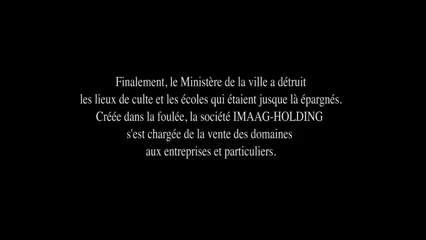 Finalement, le Ministère de la ville a détruit
les lieux de culte et les écoles qui étaient jusque là épargnés.
Créée dans la foulée, la société IMAAG-HOLDING
s'est chargée de la vente des domaines
aux entreprises et particuliers.